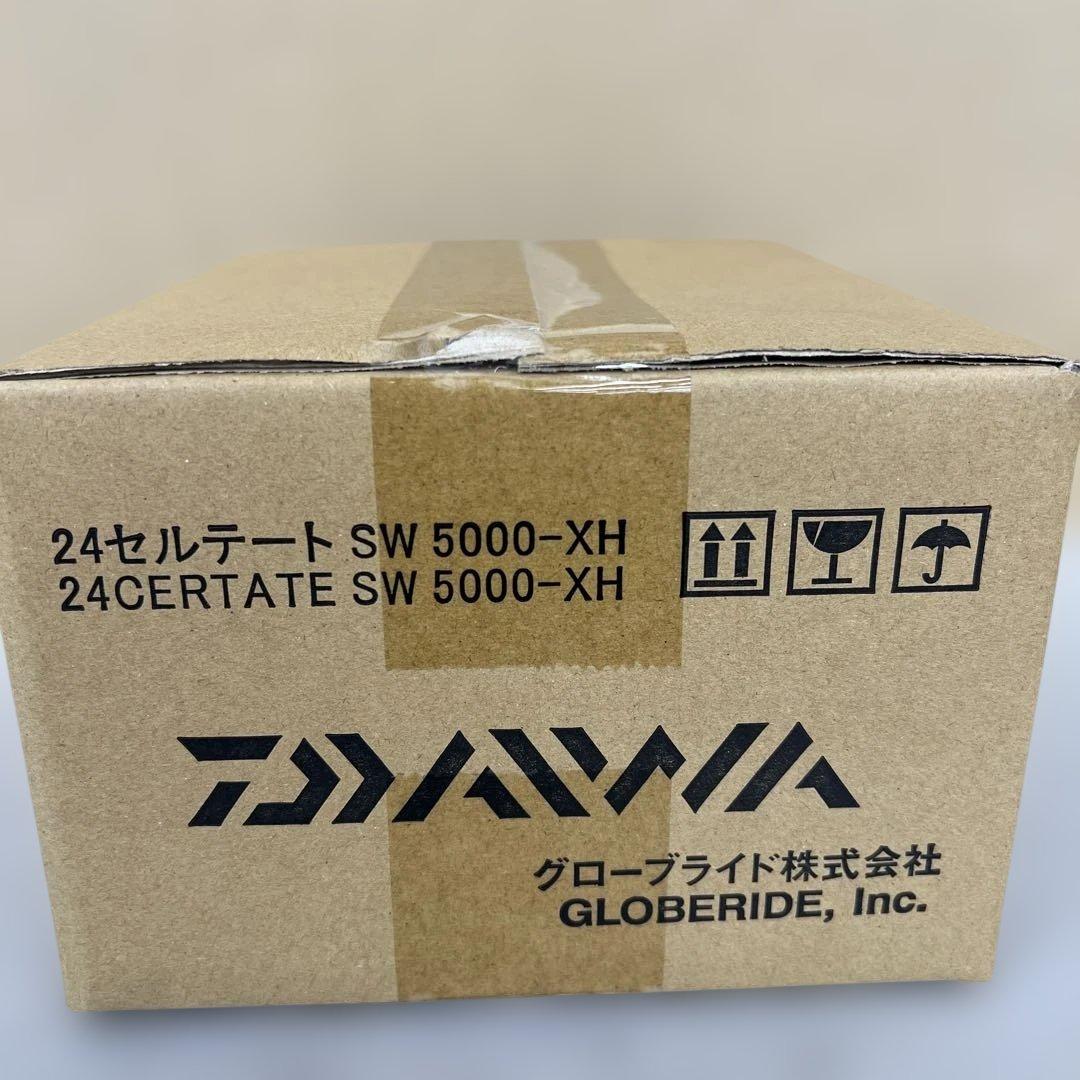 24セルテート SW 5000-XH
24CERTATE SW 5000-XH
DAIWA
グローブライド株式会社
GLOBERIDE, Inc.